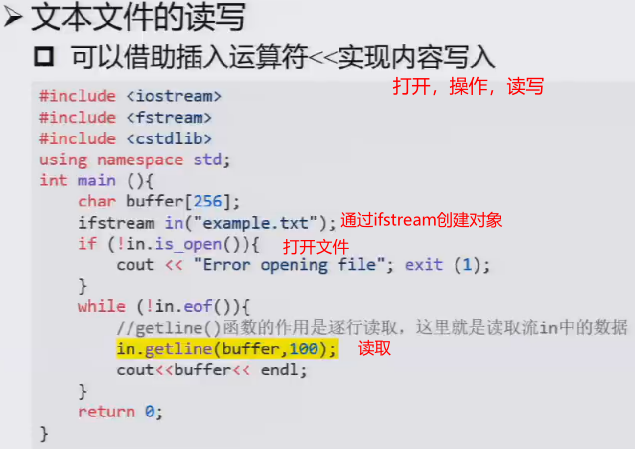 ➢ 文本文件的读写
❑ 可以借助插入运算符<<实现内容写入
打开，操作，读写
#include <iostream>
#include <fstream>
#include <cstdlib>
using namespace std;
int main (){
char buffer[256];
ifstream in("example.txt"); 通过ifstream创建对象
if (!in.is_open()){ 打开文件
cout << "Error opening file"; exit (1);
}
while (!in.eof()){
//getline()函数的作用是逐行读取，这里就是读取流in中的数据
in.getline(buffer,100); 读取
cout<<buffer<< endl;
}
return 0;
}